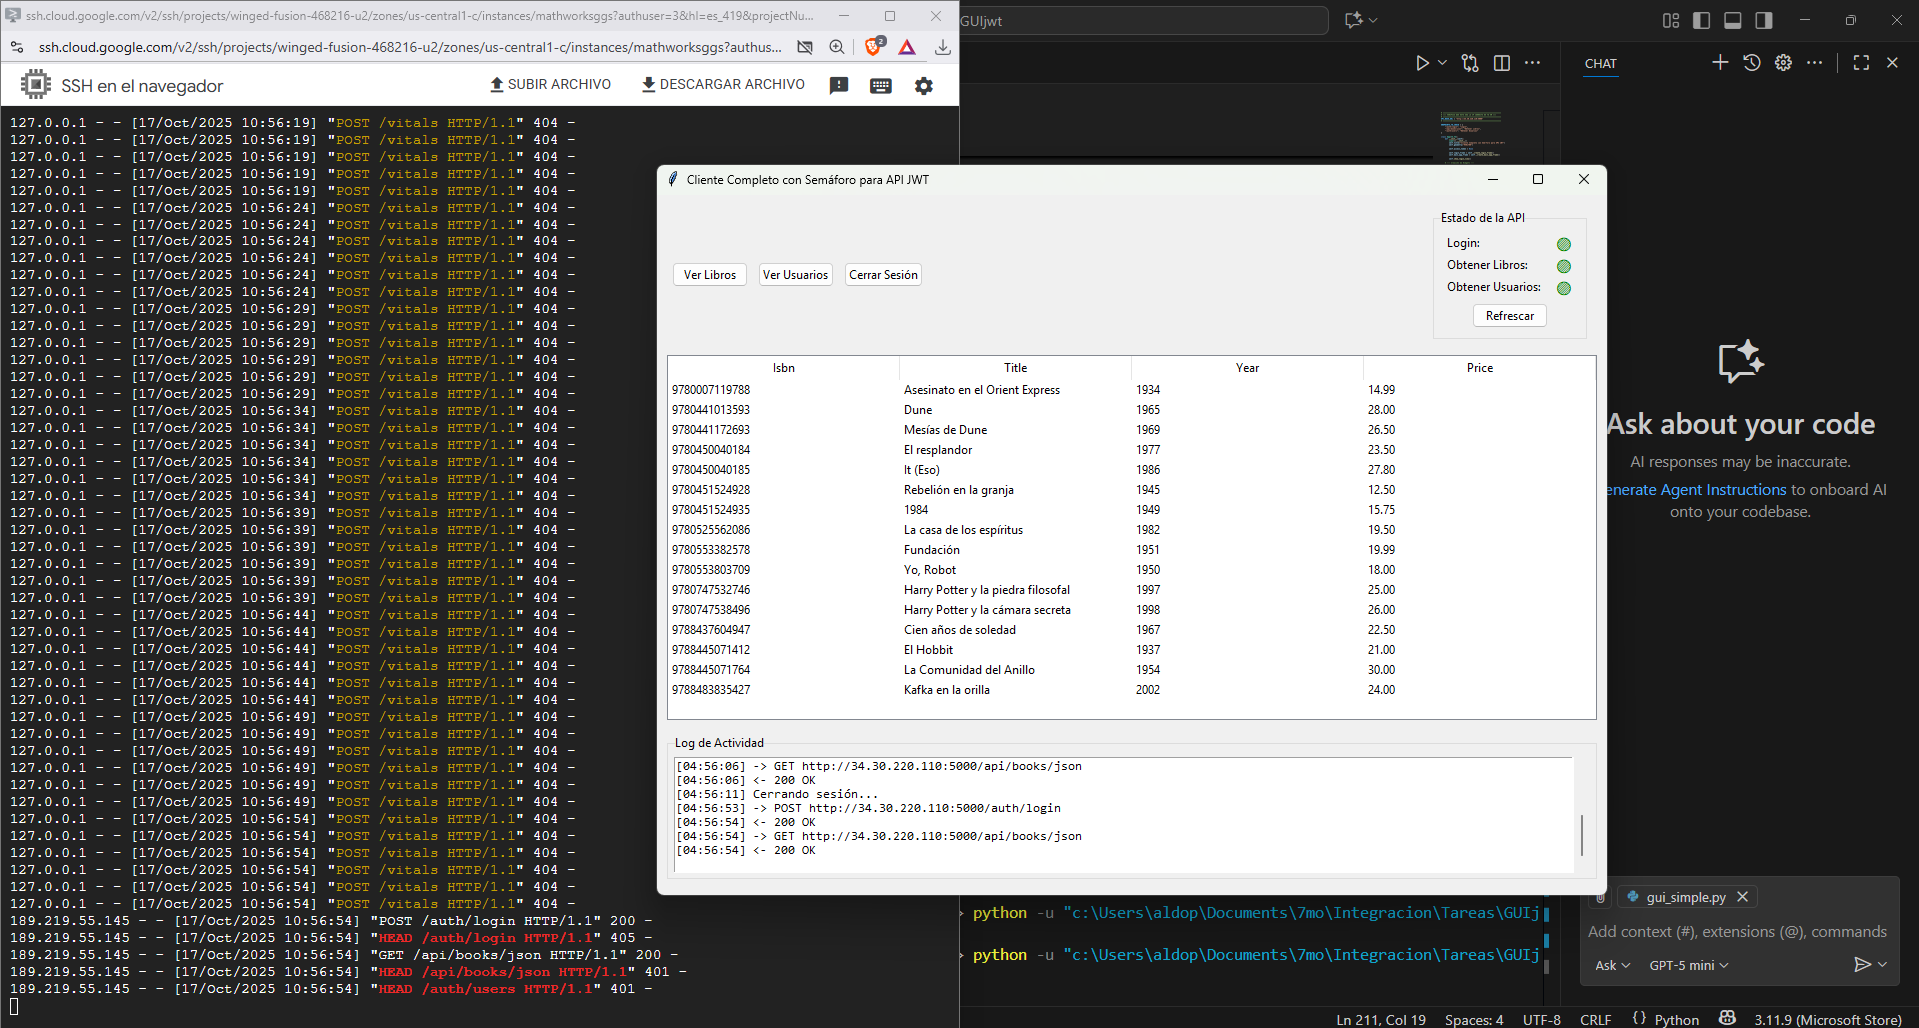 ssh.cloud.google.com/v2/ssh/projects/winged-fusion-468216-u2/zones/us-central1-c/instances/mathworksggs?authuser=3&hl=es_419&projectNu...
ssh.cloud.google.com/v2/ssh/projects/winged-fusion-468216-u2/zones/us-central1-c/instances/mathworksggs?authus...
2
SSH en el navegador
SUBIR ARCHIVO
DESCARGAR ARCHIVO
127.0.0.1 - - [17/Oct/2025 10:56:19] "POST /vitals HTTP/1.1" 404 -
127.0.0.1 - - [17/Oct/2025 10:56:19] "POST /vitals HTTP/1.1" 404 -
127.0.0.1 - - [17/Oct/2025 10:56:19] "POST /vitals HTTP/1.1" 404 -
127.0.0.1 - - [17/Oct/2025 10:56:19] "POST /vitals HTTP/1.1" 404 -
127.0.0.1 - - [17/Oct/2025 10:56:19] "POST /vitals HTTP/1.1" 404 -
127.0.0.1 - - [17/Oct/2025 10:56:24] "POST /vitals HTTP/1.1" 404 -
127.0.0.1 - - [17/Oct/2025 10:56:24] "POST /vitals HTTP/1.1" 404 -
127.0.0.1 - - [17/Oct/2025 10:56:24] "POST /vitals HTTP/1.1" 404 -
127.0.0.1 - - [17/Oct/2025 10:56:24] "POST /vitals HTTP/1.1" 404 -
127.0.0.1 - - [17/Oct/2025 10:56:24] "POST /vitals HTTP/1.1" 404 -
127.0.0.1 - - [17/Oct/2025 10:56:24] "POST /vitals HTTP/1.1" 404 -
127.0.0.1 - - [17/Oct/2025 10:56:29] "POST /vitals HTTP/1.1" 404 -
127.0.0.1 - - [17/Oct/2025 10:56:29] "POST /vitals HTTP/1.1" 404 -
127.0.0.1 - - [17/Oct/2025 10:56:29] "POST /vitals HTTP/1.1" 404 -
127.0.0.1 - - [17/Oct/2025 10:56:29] "POST /vitals HTTP/1.1" 404 -
127.0.0.1 - - [17/Oct/2025 10:56:29] "POST /vitals HTTP/1.1" 404 -
127.0.0.1 - - [17/Oct/2025 10:56:29] "POST /vitals HTTP/1.1" 404 -
127.0.0.1 - - [17/Oct/2025 10:56:34] "POST /vitals HTTP/1.1" 404 -
127.0.0.1 - - [17/Oct/2025 10:56:34] "POST /vitals HTTP/1.1" 404 -
127.0.0.1 - - [17/Oct/2025 10:56:34] "POST /vitals HTTP/1.1" 404 -
127.0.0.1 - - [17/Oct/2025 10:56:34] "POST /vitals HTTP/1.1" 404 -
127.0.0.1 - - [17/Oct/2025 10:56:34] "POST /vitals HTTP/1.1" 404 -
127.0.0.1 - - [17/Oct/2025 10:56:34] "POST /vitals HTTP/1.1" 404 -
127.0.0.1 - - [17/Oct/2025 10:56:39] "POST /vitals HTTP/1.1" 404 -
127.0.0.1 - - [17/Oct/2025 10:56:39] "POST /vitals HTTP/1.1" 404 -
127.0.0.1 - - [17/Oct/2025 10:56:39] "POST /vitals HTTP/1.1" 404 -
127.0.0.1 - - [17/Oct/2025 10:56:39] "POST /vitals HTTP/1.1" 404 -
127.0.0.1 - - [17/Oct/2025 10:56:39] "POST /vitals HTTP/1.1" 404 -
127.0.0.1 - - [17/Oct/2025 10:56:39] "POST /vitals HTTP/1.1" 404 -
127.0.0.1 - - [17/Oct/2025 10:56:44] "POST /vitals HTTP/1.1" 404 -
127.0.0.1 - - [17/Oct/2025 10:56:44] "POST /vitals HTTP/1.1" 404 -
127.0.0.1 - - [17/Oct/2025 10:56:44] "POST /vitals HTTP/1.1" 404 -
127.0.0.1 - - [17/Oct/2025 10:56:44] "POST /vitals HTTP/1.1" 404 -
127.0.0.1 - - [17/Oct/2025 10:56:44] "POST /vitals HTTP/1.1" 404 -
127.0.0.1 - - [17/Oct/2025 10:56:44] "POST /vitals HTTP/1.1" 404 -
127.0.0.1 - - [17/Oct/2025 10:56:49] "POST /vitals HTTP/1.1" 404 -
127.0.0.1 - - [17/Oct/2025 10:56:49] "POST /vitals HTTP/1.1" 404 -
127.0.0.1 - - [17/Oct/2025 10:56:49] "POST /vitals HTTP/1.1" 404 -
127.0.0.1 - - [17/Oct/2025 10:56:49] "POST /vitals HTTP/1.1" 404 -
127.0.0.1 - - [17/Oct/2025 10:56:49] "POST /vitals HTTP/1.1" 404 -
127.0.0.1 - - [17/Oct/2025 10:56:49] "POST /vitals HTTP/1.1" 404 -
127.0.0.1 - - [17/Oct/2025 10:56:54] "POST /vitals HTTP/1.1" 404 -
127.0.0.1 - - [17/Oct/2025 10:56:54] "POST /vitals HTTP/1.1" 404 -
127.0.0.1 - - [17/Oct/2025 10:56:54] "POST /vitals HTTP/1.1" 404 -
127.0.0.1 - - [17/Oct/2025 10:56:54] "POST /vitals HTTP/1.1" 404 -
127.0.0.1 - - [17/Oct/2025 10:56:54] "POST /vitals HTTP/1.1" 404 -
127.0.0.1 - - [17/Oct/2025 10:56:54] "POST /vitals HTTP/1.1" 404 -
189.219.55.145 - - [17/Oct/2025 10:56:54] "POST /auth/login HTTP/1.1" 200 -
189.219.55.145 - - [17/Oct/2025 10:56:54] "HEAD /auth/login HTTP/1.1" 405 -
189.219.55.145 - - [17/Oct/2025 10:56:54] "GET /api/books/json HTTP/1.1" 200 -
189.219.55.145 - - [17/Oct/2025 10:56:54] "HEAD /api/books/json HTTP/1.1" 401 -
189.219.55.145 - - [17/Oct/2025 10:56:54] "HEAD /auth/users HTTP/1.1" 401 -
GUIjwt
CHAT
Cliente Completo con Semáforo para API JWT
Estado de la API
Login:
Obtener Libros:
Obtener Usuarios:
Refrescar
Ver Libros
Ver Usuarios
Cerrar Sesión
Isbn Title Year Price
9780007119788 Asesinato en el Orient Express 1934 14.99
9780441013593 Dune 1965 28.00
9780441172693 Mesías de Dune 1969 26.50
9780450040184 El resplandor 1977 23.50
9780450040185 It (Eso) 1986 27.80
9780451524928 Rebelión en la granja 1945 12.50
9780451524935 1984 1949 15.75
9780525562086 La casa de los espíritus 1982 19.50
9780553382578 Fundación 1951 19.99
9780553803709 Yo, Robot 1950 18.00
9780747532746 Harry Potter y la piedra filosofal 1997 25.00
9780747538496 Harry Potter y la cámara secreta 1998 26.00
9788437604947 Cien años de soledad 1967 22.50
9788445071412 El Hobbit 1937 21.00
9788445071764 La Comunidad del Anillo 1954 30.00
9788483835427 Kafka en la orilla 2002 24.00
Log de Actividad
[04:56:06] -> GET http://34.30.220.110:5000/api/books/json
[04:56:06] <- 200 OK
[04:56:11] Cerrando sesión...
[04:56:53] -> POST http://34.30.220.110:5000/auth/login
[04:56:54] <- 200 OK
[04:56:54] -> GET http://34.30.220.110:5000/api/books/json
[04:56:54] <- 200 OK
python -u "c:\Users\aldop\Documents\7mo\Integracion\Tareas\GUIj
python -u "c:\Users\aldop\Documents\7mo\Integracion\Tareas\GUIj
Ask about your code
AI responses may be inaccurate.
enerate Agent Instructions to onboard AI
onto your codebase.
gui_simple.py
Add context (#), extensions (@), commands
Ask
GPT-5 mini
Ln 211, Col 19
Spaces: 4
UTF-8
CRLF
{ } Python
3.11.9 (Microsoft Store)